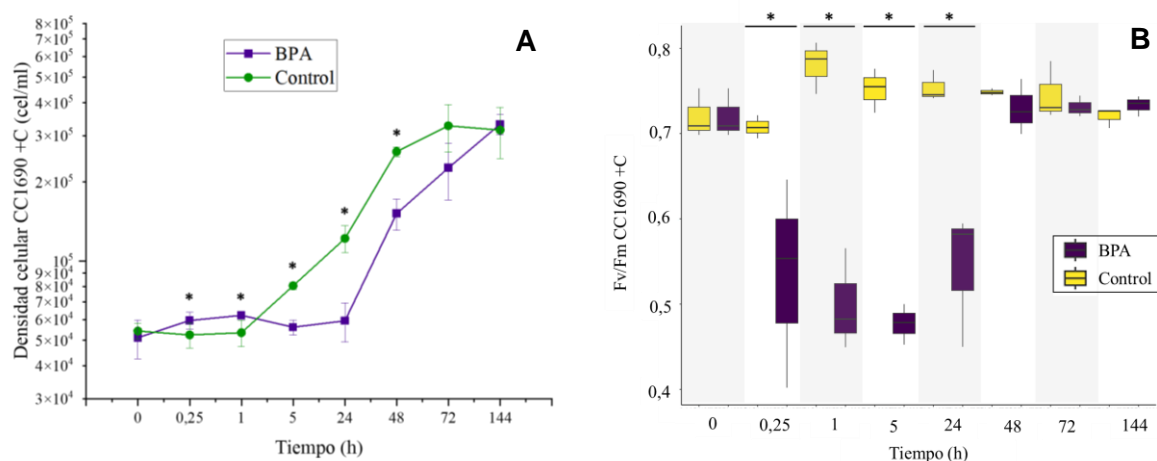 A
BPA
Control
Densidad celular CC1690 +C (cel/ml)
8×10⁵
7×10⁵
6×10⁵
5×10⁵
4×10⁵
3×10⁵
2×10⁵
10⁵
9×10⁴
8×10⁴
7×10⁴
6×10⁴
5×10⁴
4×10⁴
3×10⁴
* * * * *
0 0,25 1 5 24 48 72 144
Tiempo (h)
B
* * * *
Fv/Fm CC1690 +C
0,8
0,7
0,6
0,5
0,4
BPA
Control
0 0,25 1 5 24 48 72 144
Tiempo (h)